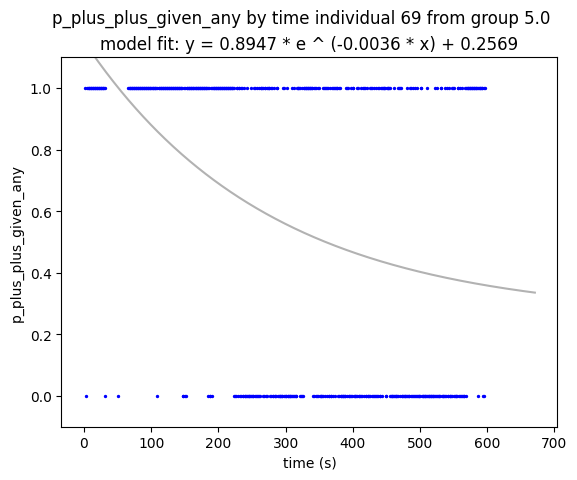 p_plus_plus_given_any by time individual 69 from group 5.0
model fit: y = 0.8947 * e ^ (-0.0036 * x) + 0.2569
1.0
0.8
0.6
0.4
0.2
0.0
p_plus_plus_given_any
0 100 200 300 400 500 600 700
time (s)